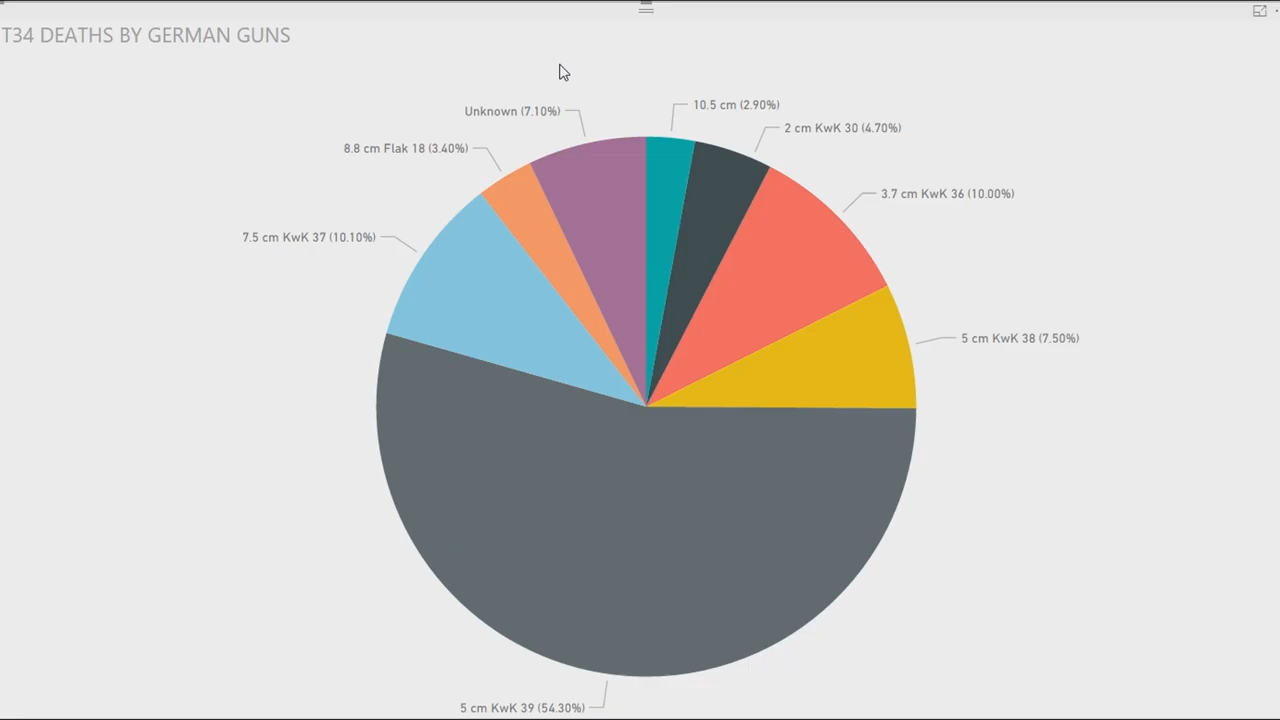 T34 DEATHS BY GERMAN GUNS
10.5 cm (2.90%)
Unknown (7.10%)
2 cm KwK 30 (4.70%)
8.8 cm Flak 18 (3.40%)
3.7 cm KwK 36 (10.00%)
7.5 cm KwK 37 (10.10%)
5 cm KwK 38 (7.50%)
5 cm KwK 39 (54.30%)